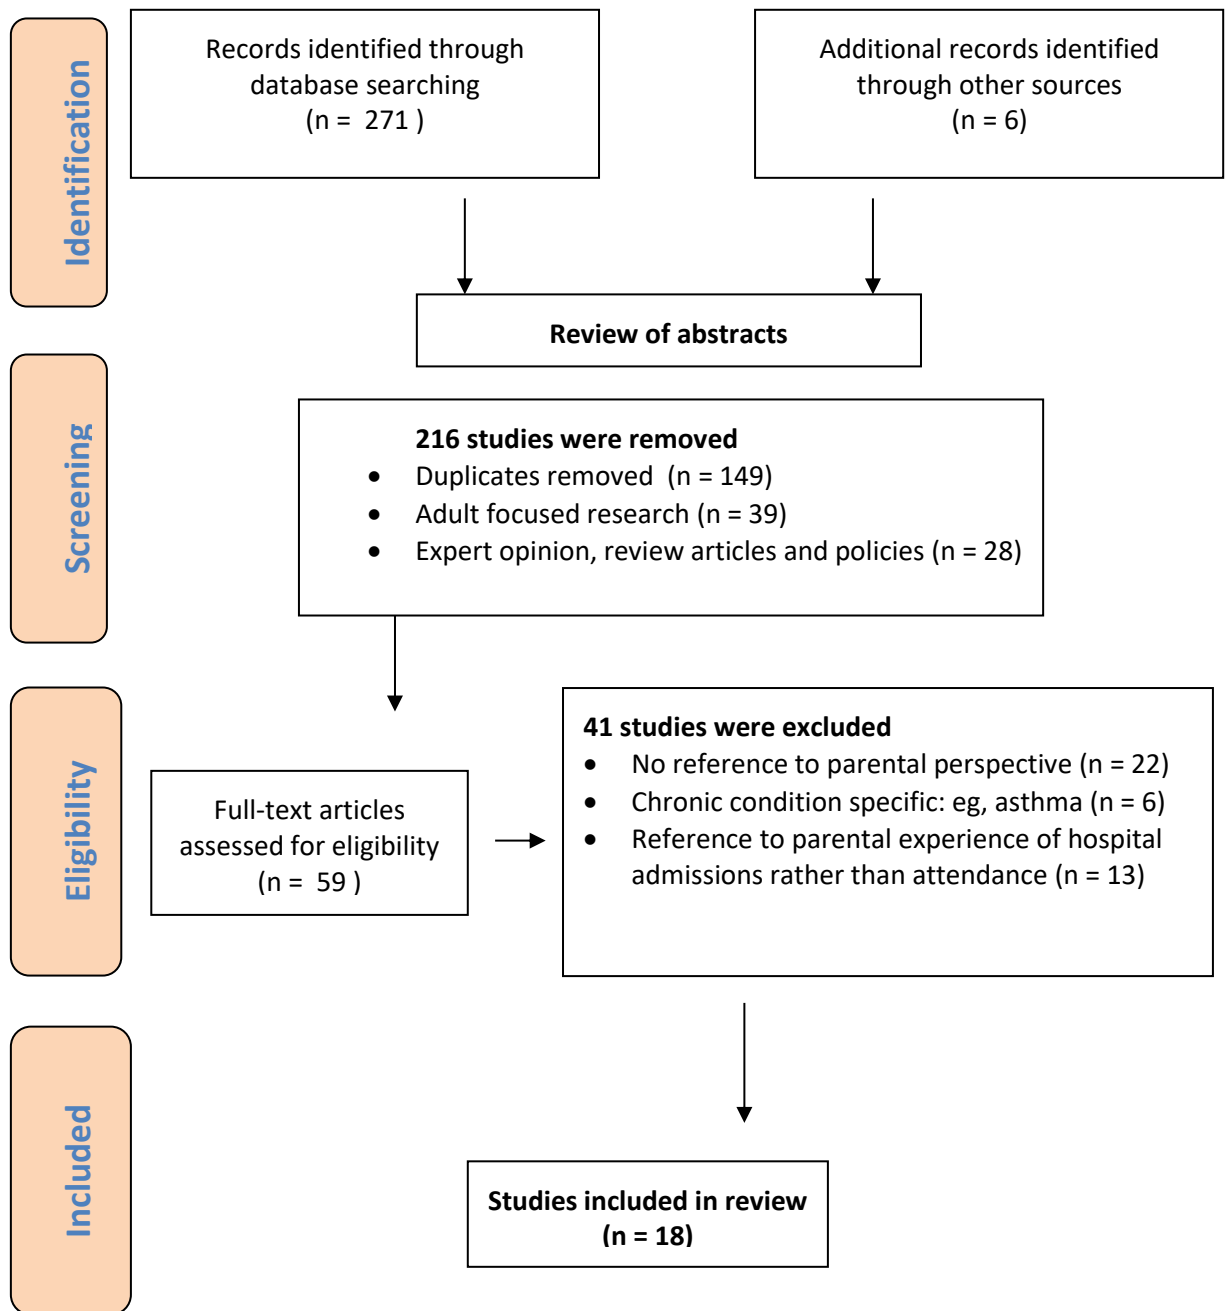 Identification
Records identified through
database searching
(n =  271 )
Additional records identified
through other sources
(n = 6)
Review of abstracts
Screening
216 studies were removed
• Duplicates removed  (n = 149)
• Adult focused research (n = 39)
• Expert opinion, review articles and policies (n = 28)
Eligibility
Full-text articles
assessed for eligibility
(n =  59 )
41 studies were excluded
• No reference to parental perspective (n = 22)
• Chronic condition specific: eg, asthma (n = 6)
• Reference to parental experience of hospital
admissions rather than attendance (n = 13)
Included
Studies included in review
(n = 18)